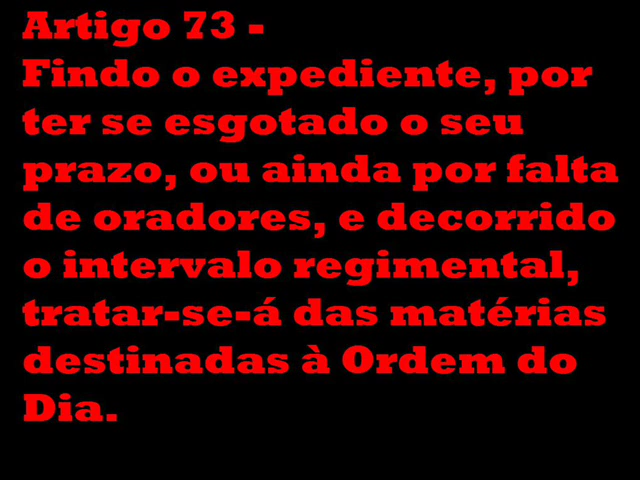 Artigo 73 -
Findo o expediente, por
ter se esgotado o seu
prazo, ou ainda por falta
de oradores, e decorrido
o intervalo regimental,
tratar-se-á das matérias
destinadas à Ordem do
Dia.